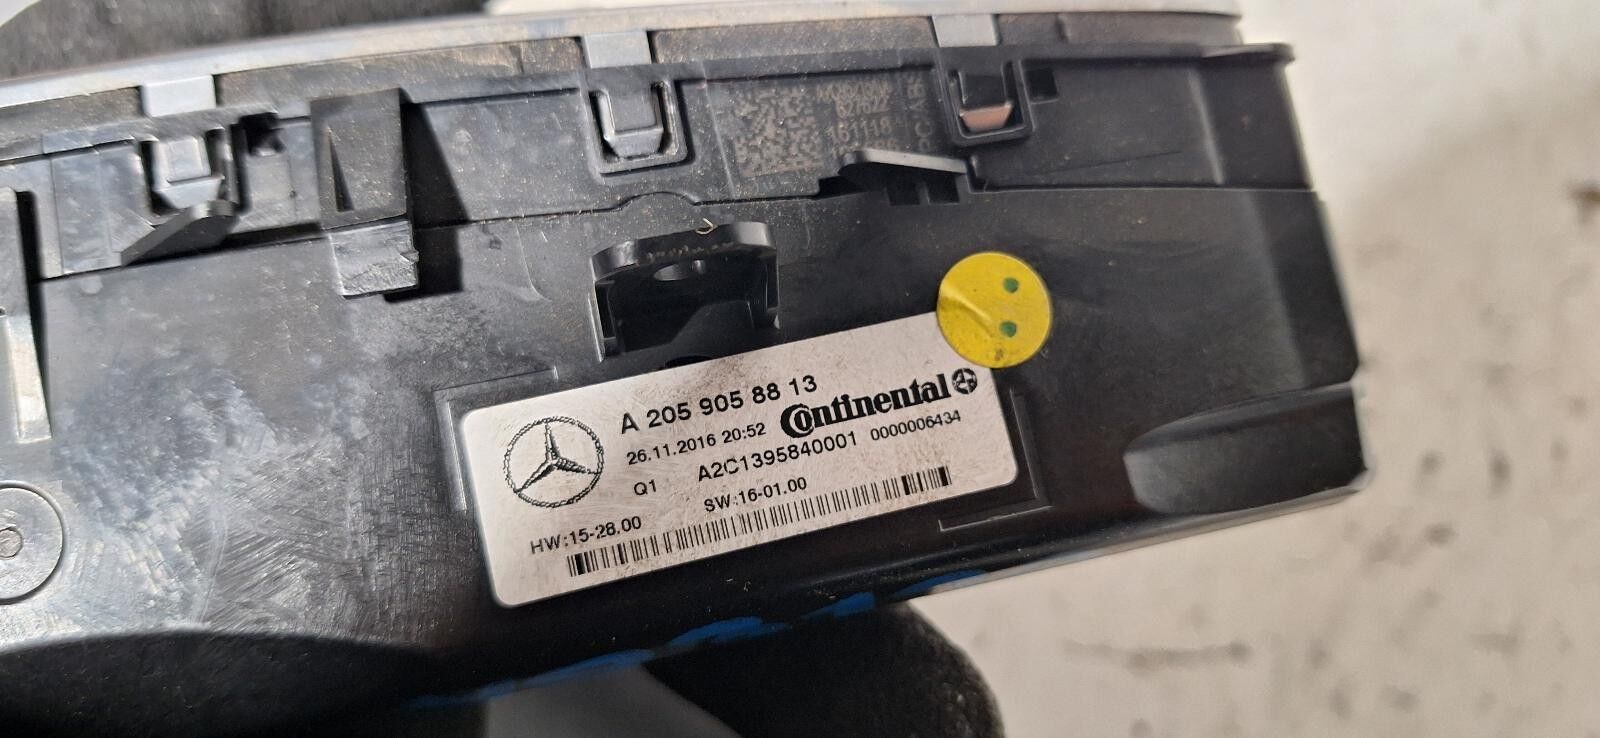 161118
A 205 905 88 13
26.11.2016 20:52 Continental
Q1 A2C1395840001 0000006434
HW:15-28.00 SW:16-01.00